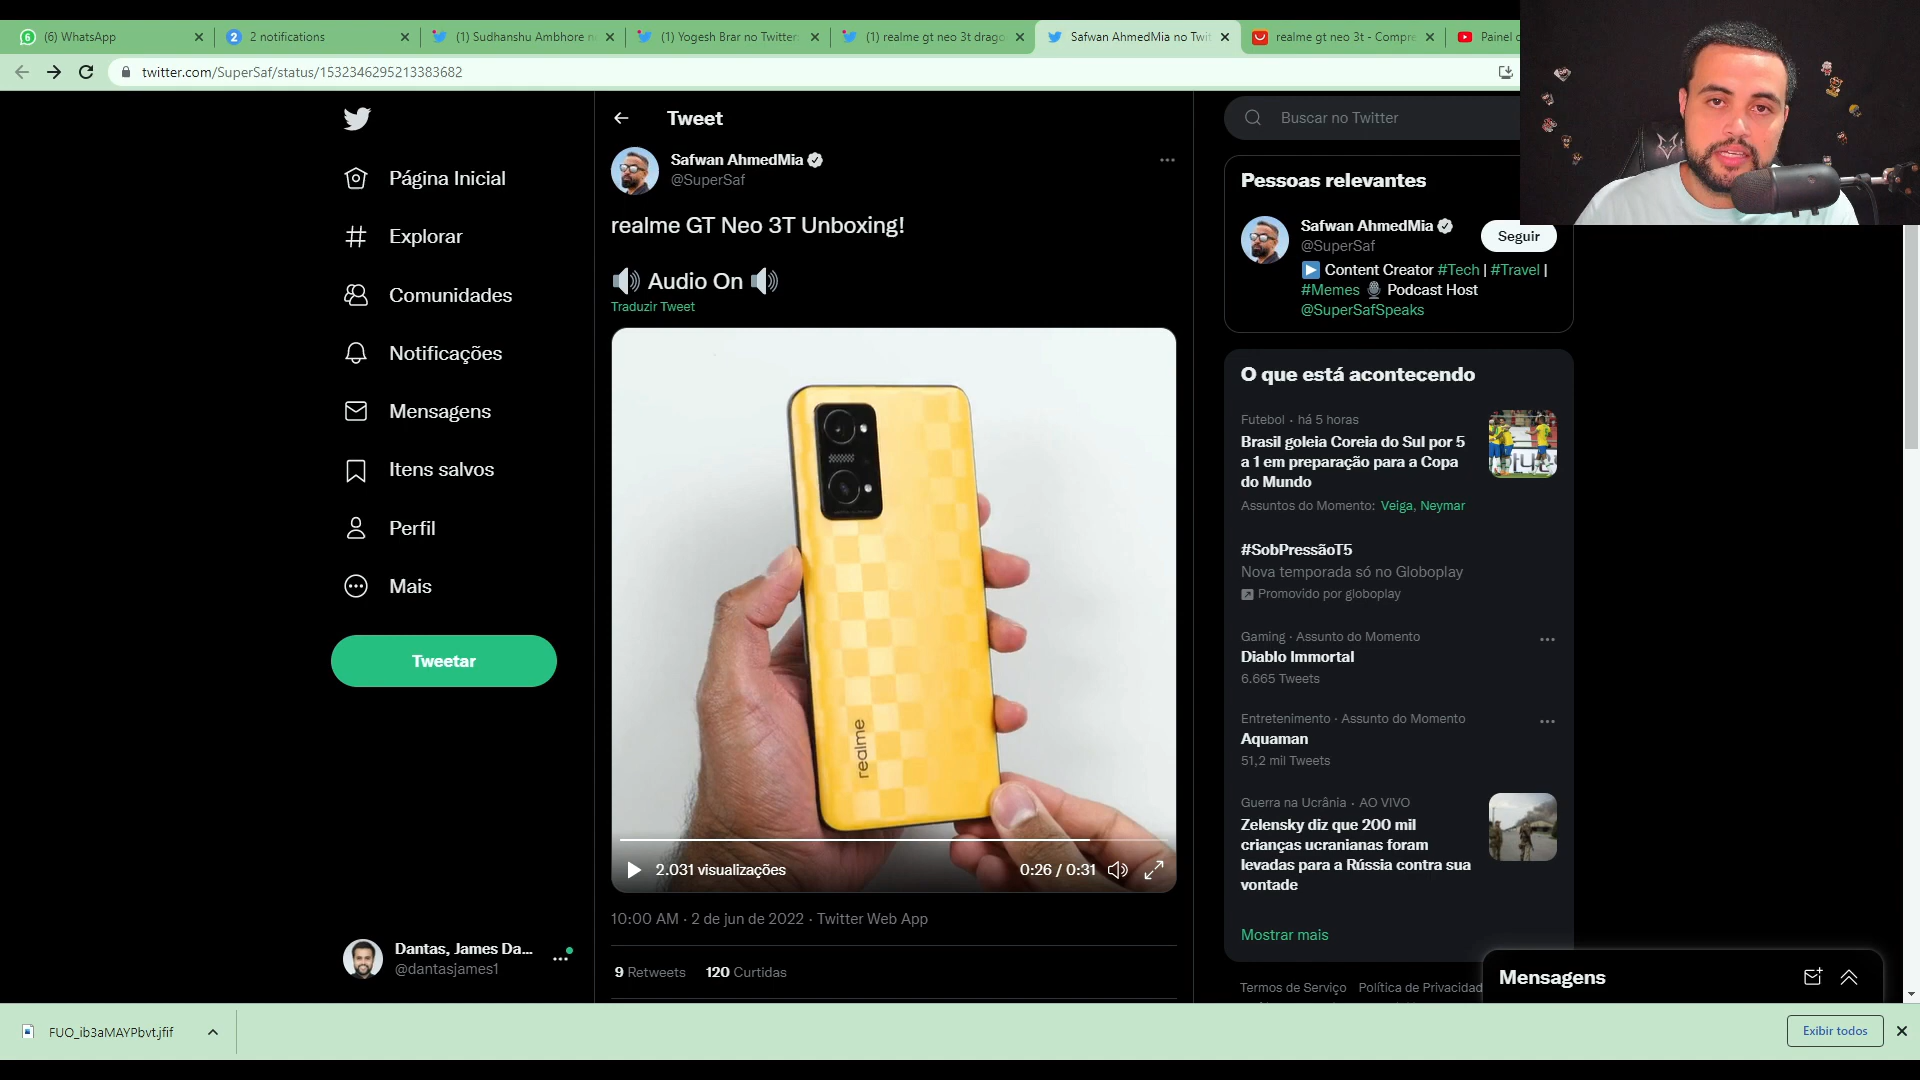 (6) WhatsApp
2 notifications
(1) Sudhanshu Ambhore n
(1) Yogesh Brar no Twitter
(1) realme gt neo 3t drago
Safwan AhmedMia no Twit
realme gt neo 3t - Compre
Painel
twitter.com/SuperSaf/status/1532346295213383682
Página Inicial
Explorar
Comunidades
Notificações
Mensagens
Itens salvos
Perfil
Mais
Tweetar
Dantas, James Da...
@dantasjames1
Tweet
Safwan AhmedMia
@SuperSaf
realme GT Neo 3T Unboxing!
🔊 Audio On 🔊
Traduzir Tweet
realme
2.031 visualizações
0:26 / 0:31
10:00 AM · 2 de jun de 2022 · Twitter Web App
9 Retweets 120 Curtidas
Buscar no Twitter
Pessoas relevantes
Safwan AhmedMia
@SuperSaf
Seguir
▶ Content Creator #Tech | #Travel |
#Memes 🎙 Podcast Host
@SuperSafSpeaks
O que está acontecendo
Futebol · há 5 horas
Brasil goleia Coreia do Sul por 5
a 1 em preparação para a Copa
do Mundo
Assuntos do Momento: Veiga, Neymar
#SobPressãoT5
Nova temporada só no Globoplay
Promovido por globoplay
Gaming · Assunto do Momento
Diablo Immortal
6.665 Tweets
Entretenimento · Assunto do Momento
Aquaman
51,2 mil Tweets
Guerra na Ucrânia · AO VIVO
Zelensky diz que 200 mil
crianças ucranianas foram
levadas para a Rússia contra sua
vontade
Mostrar mais
Termos de Serviço Política de Privacidad
Mensagens
FUO_ib3aMAYPbvt.jfif
Exibir todos